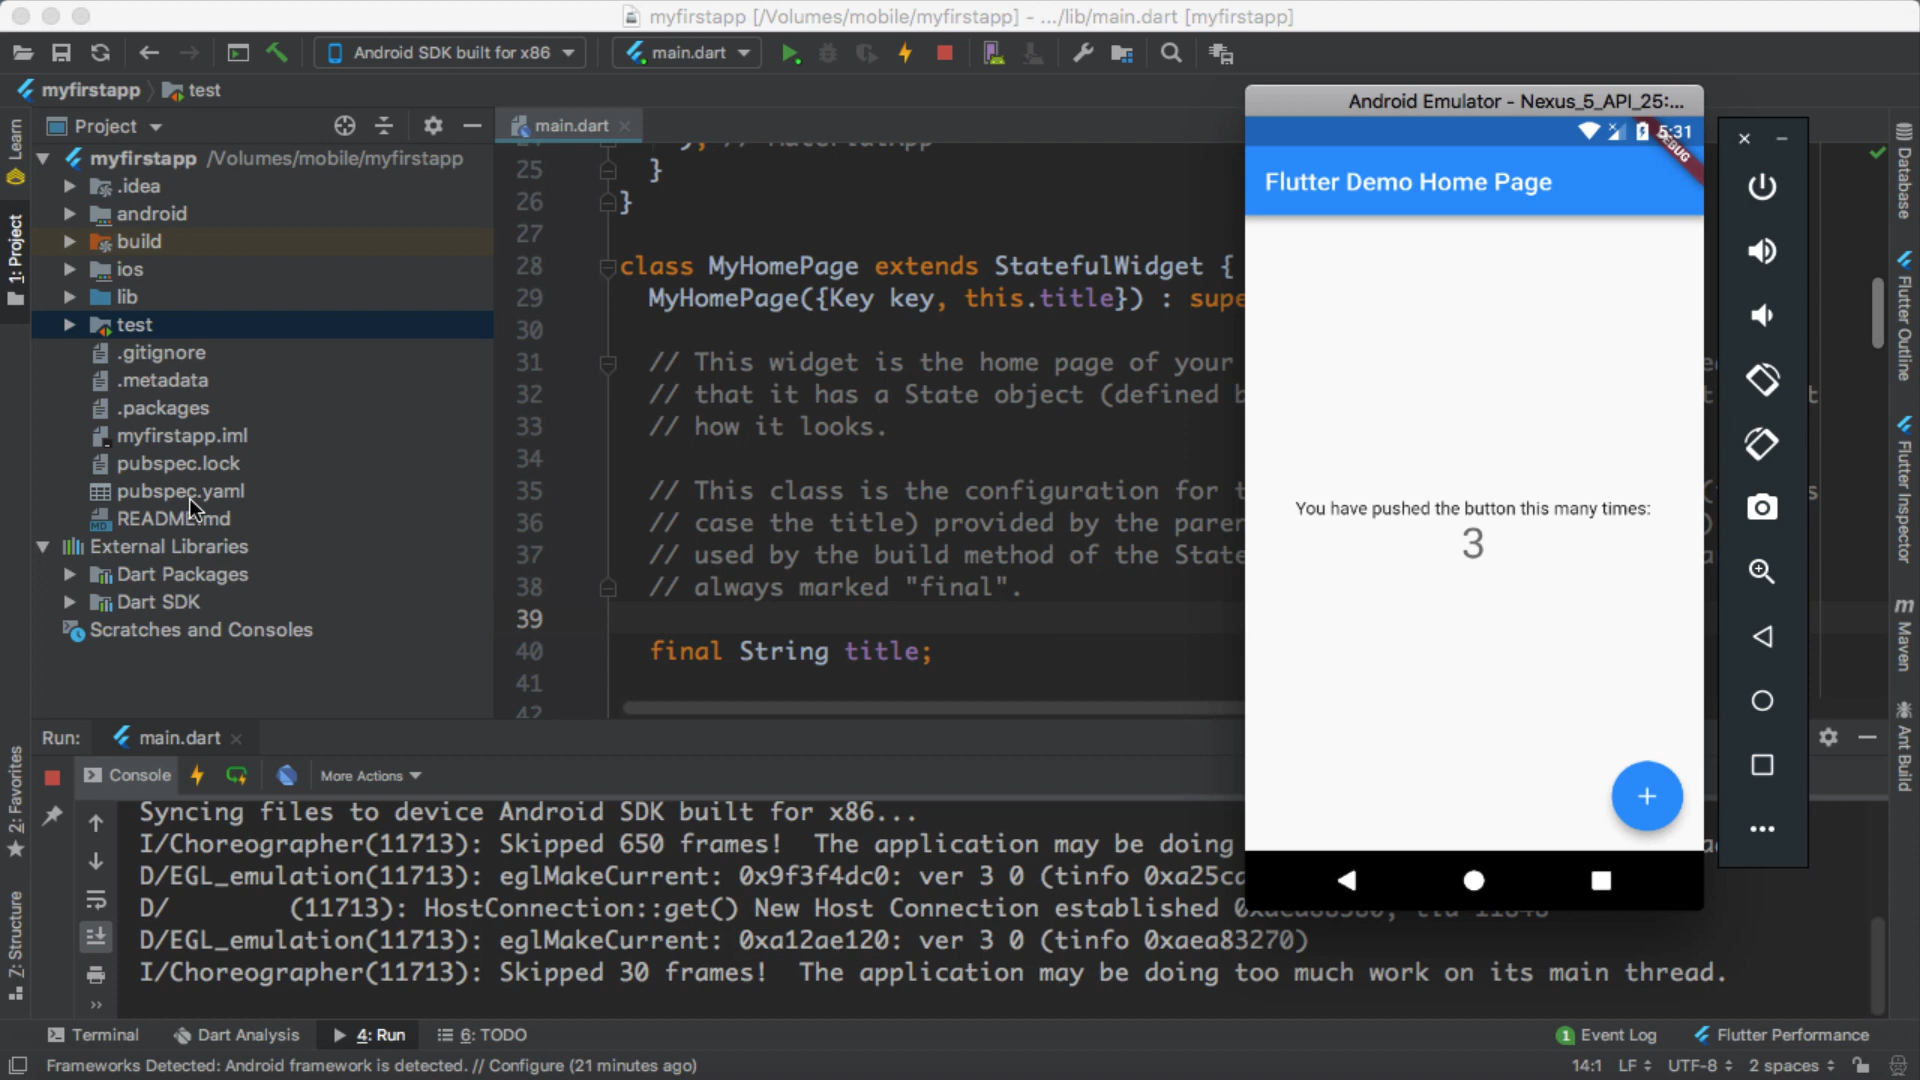 myfirstapp [/Volumes/mobile/myfirstapp] - .../lib/main.dart [myfirstapp]
Android SDK built for x86
main.dart
myfirstapp
test
Learn
1: Project
2: Favorites
7: Structure
Project
myfirstapp /Volumes/mobile/myfirstapp
.idea
android
build
ios
lib
test
.gitignore
.metadata
.packages
myfirstapp.iml
pubspec.lock
pubspec.yaml
README.md
External Libraries
Dart Packages
Dart SDK
Scratches and Consoles
main.dart
25 }
26 }
27
28 class MyHomePage extends StatefulWidget {
29 MyHomePage({Key key, this.title}) : supe
30
31 // This widget is the home page of your
32 // that it has a State object (defined b
33 // how it looks.
34
35 // This class is the configuration for t
36 // case the title) provided by the paren
37 // used by the build method of the State
38 // always marked "final".
39
40 final String title;
41
42
Android Emulator - Nexus_5_API_25:...
5:31
DEBUG
Flutter Demo Home Page
You have pushed the button this many times:
3
+
Database
Flutter Outline
Flutter Inspector
m Maven
Ant Build
Run:
main.dart
Console
More Actions
Syncing files to device Android SDK built for x86...
I/Choreographer(11713): Skipped 650 frames! The application may be doing
D/EGL_emulation(11713): eglMakeCurrent: 0x9f3f4dc0: ver 3 0 (tinfo 0xa25ca
D/ (11713): HostConnection::get() New Host Connection established
D/EGL_emulation(11713): eglMakeCurrent: 0xa12ae120: ver 3 0 (tinfo 0xaea83270)
I/Choreographer(11713): Skipped 30 frames! The application may be doing too much work on its main thread.
Terminal
Dart Analysis
4: Run
6: TODO
1 Event Log
Flutter Performance
Frameworks Detected: Android framework is detected. // Configure (21 minutes ago)
14:1 LF UTF-8 2 spaces